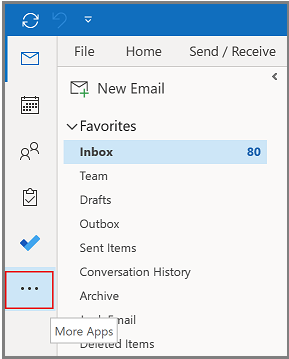 File Home Send / Receive
New Email
Favorites
Inbox 80
Team
Drafts
Outbox
Sent Items
Conversation History
Archive
Email
More Apps
Deleted Items